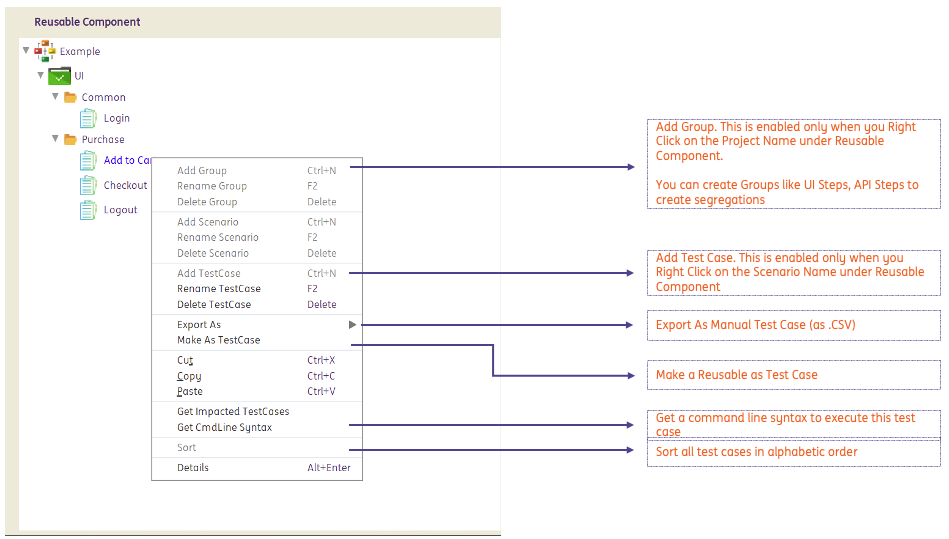 Reusable Component
Example
UI
Common
Login
Purchase
Add to Ca
Checkout
Logout
Add Group Ctrl+N
Rename Group F2
Delete Group Delete
Add Scenario Ctrl+N
Rename Scenario F2
Delete Scenario Delete
Add TestCase Ctrl+N
Rename TestCase F2
Delete TestCase Delete
Export As
Make As TestCase
Cut Ctrl+X
Copy Ctrl+C
Paste Ctrl+V
Get Impacted TestCases
Get CmdLine Syntax
Sort
Details Alt+Enter
Add Group. This is enabled only when you Right
Click on the Project Name under Reusable
Component.
You can create Groups like UI Steps, API Steps to
create segregations
Add Test Case. This is enabled only when you
Right Click on the Scenario Name under Reusable
Component
Export As Manual Test Case (as .CSV)
Make a Reusable as Test Case
Get a command line syntax to execute this test
case
Sort all test cases in alphabetic order